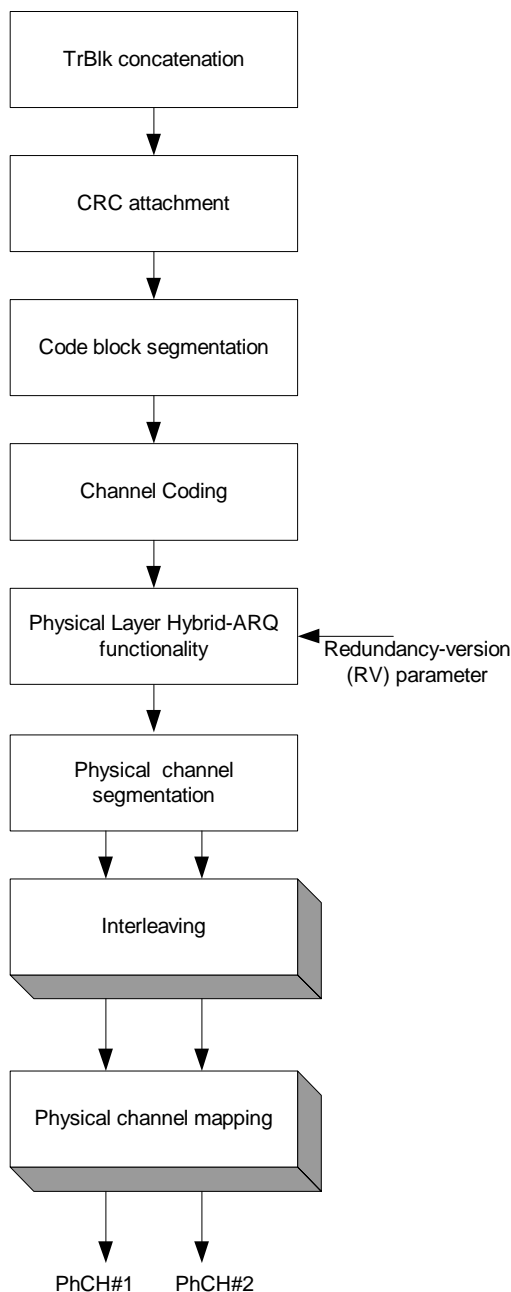 TrBlk concatenation
CRC attachment
Code block segmentation
Channel Coding
Physical Layer Hybrid-ARQ
functionality
Redundancy-version
(RV) parameter
Physical channel
segmentation
Interleaving
Physical channel mapping
PhCH#1 PhCH#2